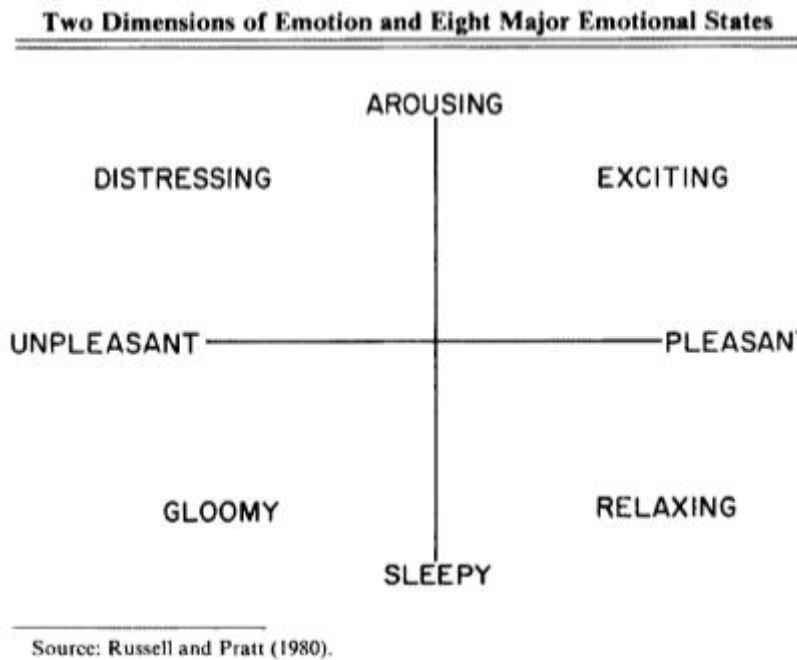 Two Dimensions of Emotion and Eight Major Emotional States
AROUSING
DISTRESSING
EXCITING
UNPLEASANT
PLEASANT
GLOOMY
RELAXING
SLEEPY
Source: Russell and Pratt (1980).